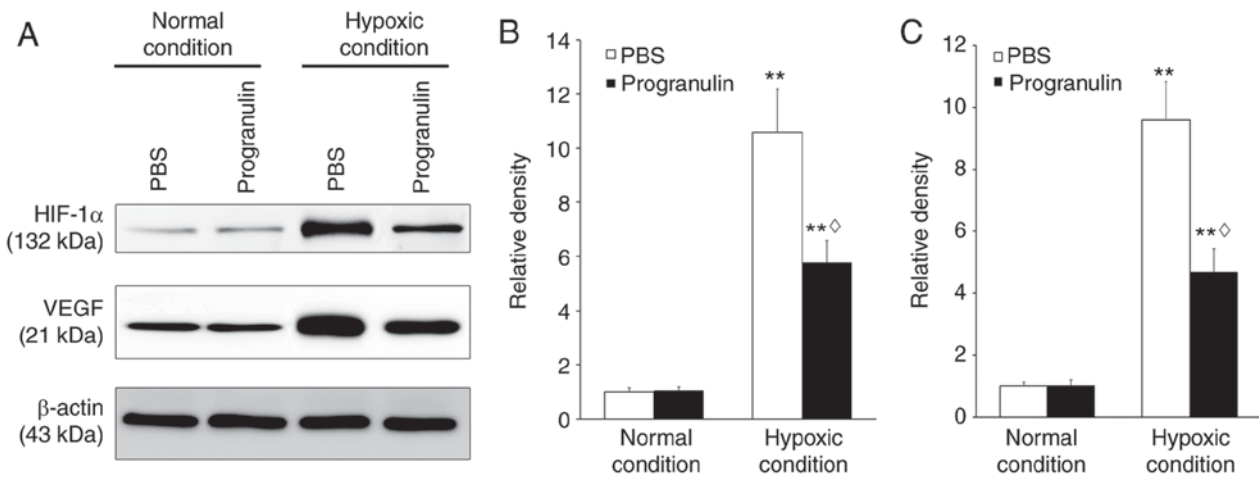 A
Normal
condition
Hypoxic
condition
PBS
Progranulin
PBS
Progranulin
HIF-1α
(132 kDa)
VEGF
(21 kDa)
β-actin
(43 kDa)
B
Relative density
14
12
10
8
6
4
2
0
PBS
Progranulin
**
**◊
Normal
condition
Hypoxic
condition
C
Relative density
12
10
8
6
4
2
0
PBS
Progranulin
**
**◊
Normal
condition
Hypoxic
condition